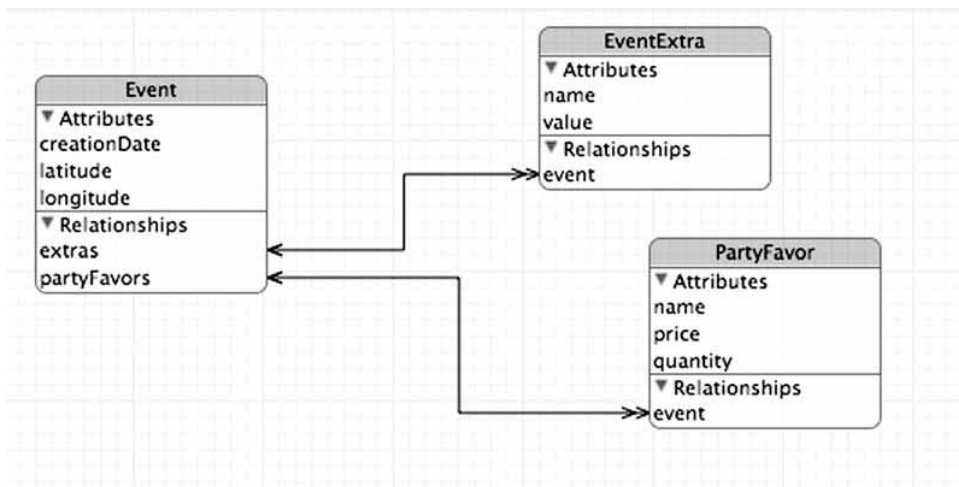 Event
Attributes
creationDate
latitude
longitude
Relationships
extras
partyFavors
EventExtra
Attributes
name
value
Relationships
event
PartyFavor
Attributes
name
price
quantity
Relationships
event